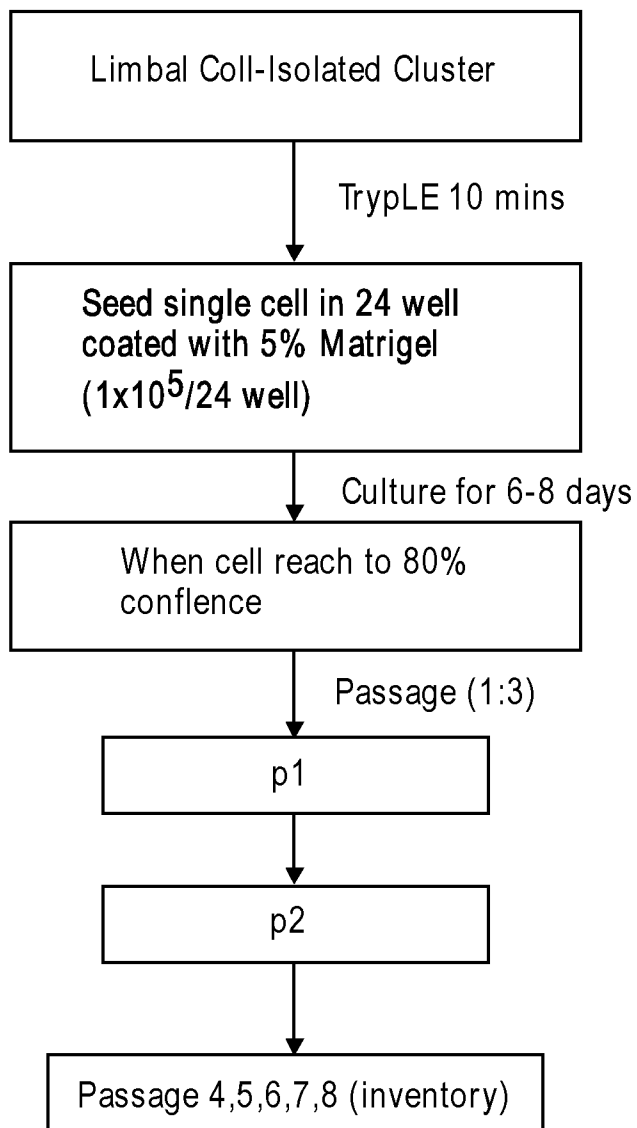 Limbal Coll-Isolated Cluster
TrypLE 10 mins
Seed single cell in 24 well
coated with 5% Matrigel
(1x10⁵/24 well)
Culture for 6-8 days
When cell reach to 80%
conflence
Passage (1:3)
p1
p2
Passage 4,5,6,7,8 (inventory)